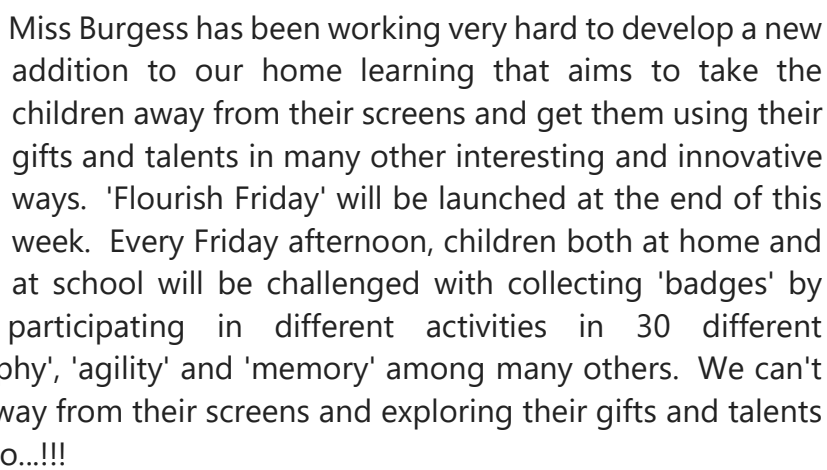 Miss Burgess has been working very hard to develop a new
addition to our home learning that aims to take the
children away from their screens and get them using their
gifts and talents in many other interesting and innovative
ways.  'Flourish Friday' will be launched at the end of this
week.  Every Friday afternoon, children both at home and
at school will be challenged with collecting 'badges' by
participating in different activities in 30 different
'agility' and 'memory' among many others.  We can't
from their screens and exploring their gifts and talents
...!!!